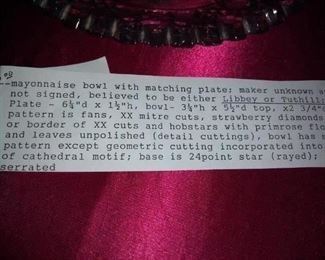 --mayonnaise bowl with matching plate; maker unknown a
not signed, believed to be either Libbey or Tuthill
Plate - 6¼"d x 1½"h, bowl- 3¼"h x 5½"d top, x2 3/4"
pattern is fans, XX mitre cuts, strawberry diamonds
or border of XX cuts and hobstars with primrose flo
and leaves unpolished (detail cuttings), bowl has s
pattern except geometric cutting incorporated into
of cathedral motif; base is 24point star (rayed);
serrated